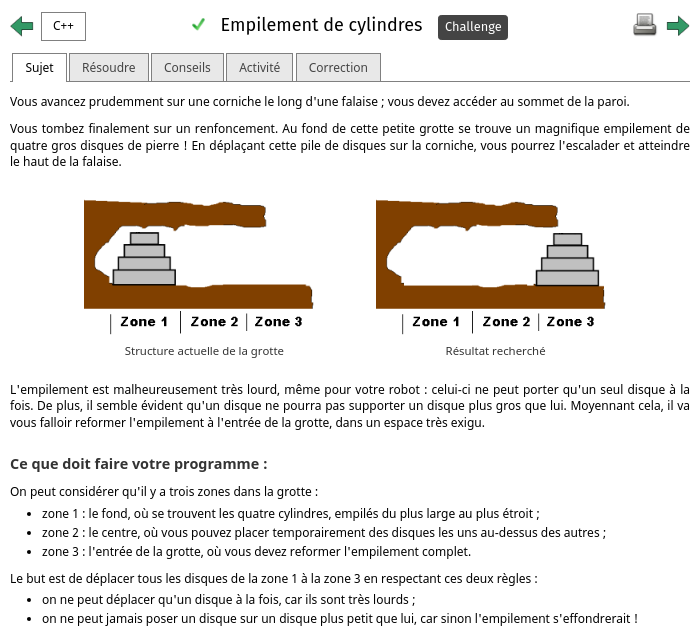 C++
Empilement de cylindres
Challenge
Sujet
Résoudre
Conseils
Activité
Correction
Vous avancez prudemment sur une corniche le long d'une falaise ; vous devez accéder au sommet de la paroi.
Vous tombez finalement sur un renfoncement. Au fond de cette petite grotte se trouve un magnifique empilement de
quatre gros disques de pierre ! En déplaçant cette pile de disques sur la corniche, vous pourrez l'escalader et atteindre
le haut de la falaise.
Zone 1 Zone 2 Zone 3
Structure actuelle de la grotte
Zone 1 Zone 2 Zone 3
Résultat recherché
L'empilement est malheureusement très lourd, même pour votre robot : celui-ci ne peut porter qu'un seul disque à la
fois. De plus, il semble évident qu'un disque ne pourra pas supporter un disque plus gros que lui. Moyennant cela, il va
vous falloir reformer l'empilement à l'entrée de la grotte, dans un espace très exigu.
Ce que doit faire votre programme :
On peut considérer qu'il y a trois zones dans la grotte :
• zone 1 : le fond, où se trouvent les quatre cylindres, empilés du plus large au plus étroit ;
• zone 2 : le centre, où vous pouvez placer temporairement des disques les uns au-dessus des autres ;
• zone 3 : l'entrée de la grotte, où vous devez reformer l'empilement complet.
Le but est de déplacer tous les disques de la zone 1 à la zone 3 en respectant ces deux règles :
• on ne peut déplacer qu'un disque à la fois, car ils sont très lourds ;
• on ne peut jamais poser un disque sur un disque plus petit que lui, car sinon l'empilement s'effondrerait !